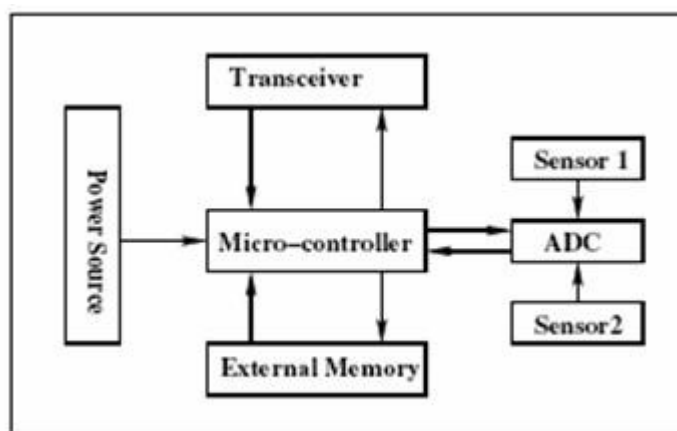 Transceiver
Power Source
Sensor 1
Micro-controller
ADC
Sensor2
External Memory